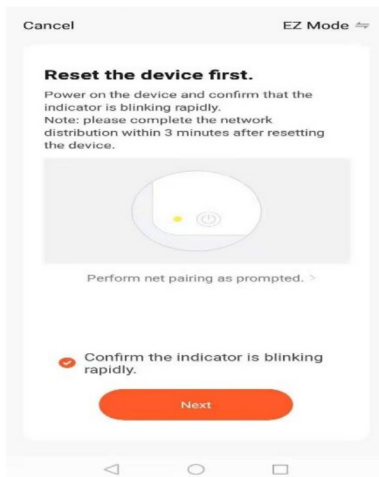 Cancel
EZ Mode
Reset the device first.
Power on the device and confirm that the
indicator is blinking rapidly.
Note: please complete the network
distribution within 3 minutes after resetting
the device.
Perform net pairing as prompted. >
Confirm the indicator is blinking
rapidly.
Next